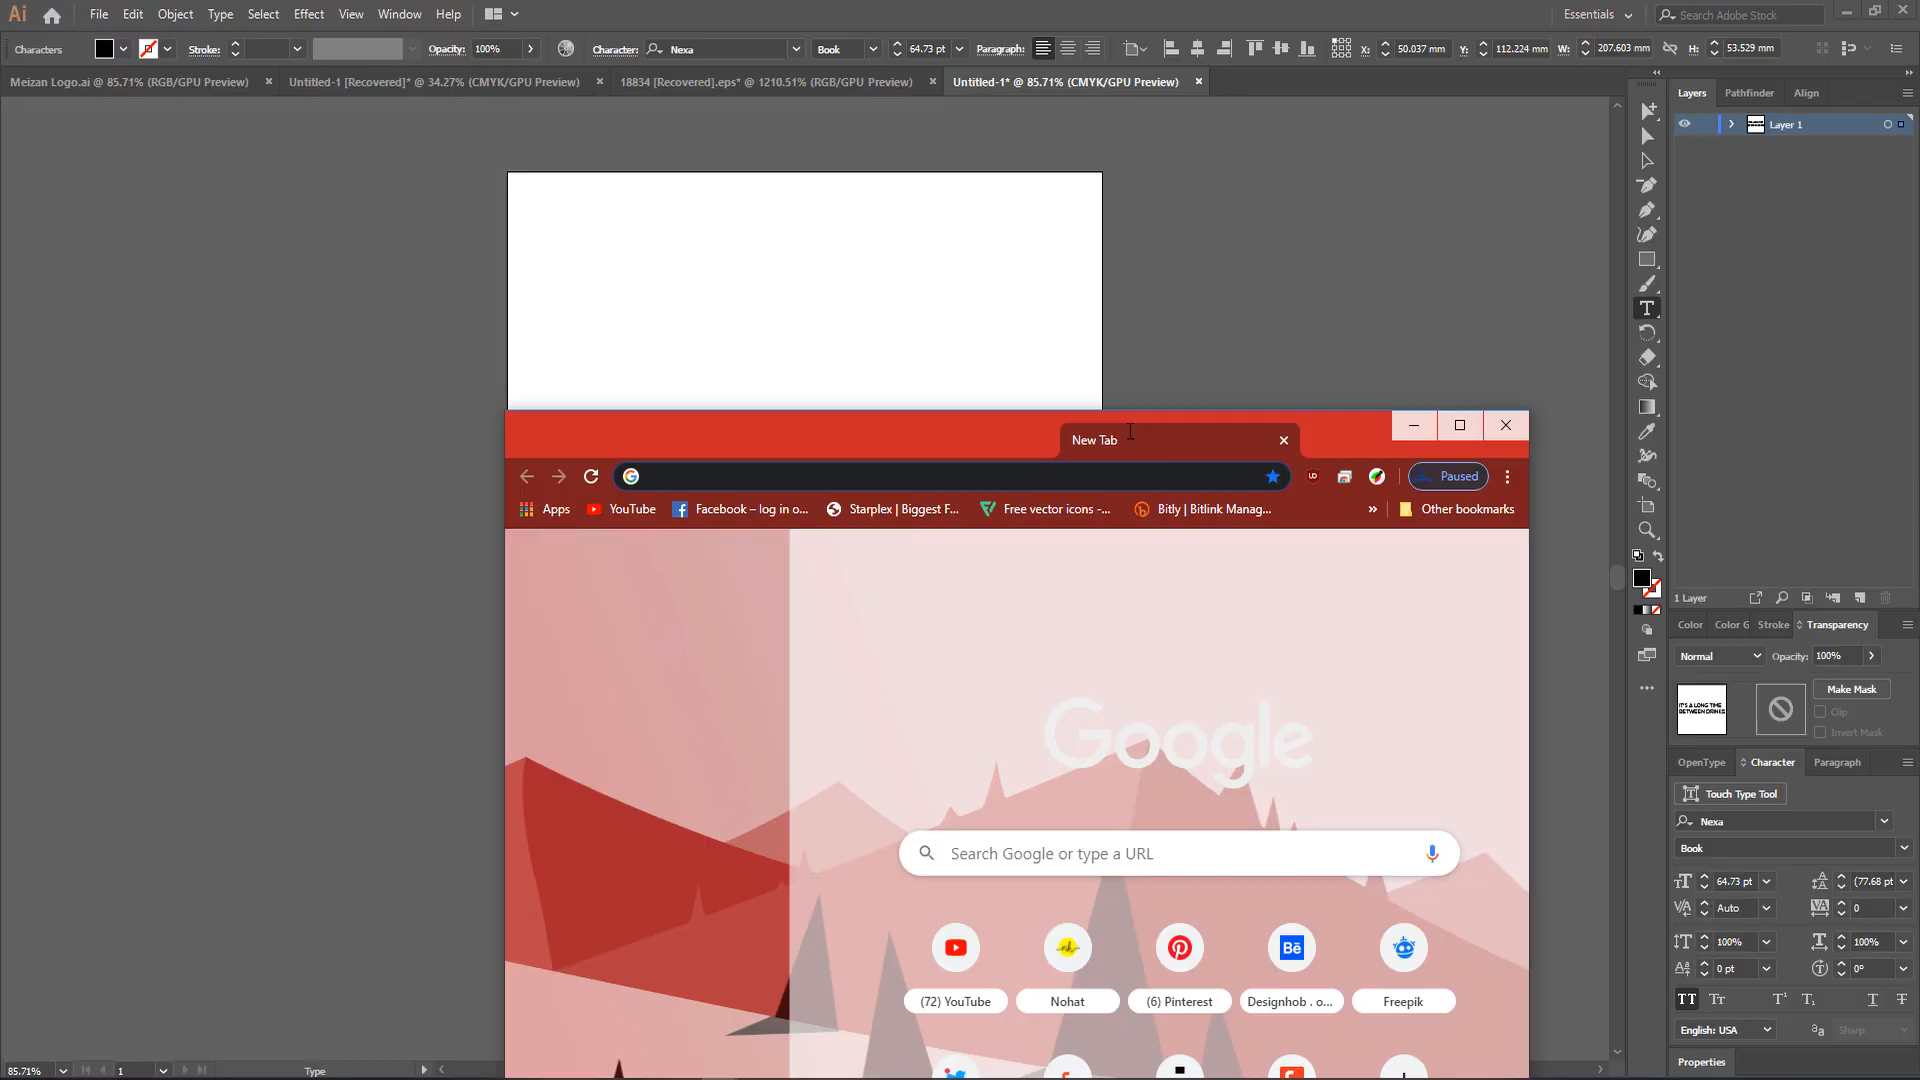 Ai File Edit Object Type Select Effect View Window Help Essentials Search Adobe Stock
Characters Stroke: Opacity: 100% Character: Nexa Book 64.73 pt Paragraph: X: 50.037 mm Y: 112.224 mm W: 207.603 mm H: 53.529 mm
Meizan Logo.ai @ 85.71% (RGB/GPU Preview) Untitled-1 [Recovered]* @ 34.27% (CMYK/GPU Preview) 18834 [Recovered].eps* @ 1210.51% (RGB/GPU Preview) Untitled-1* @ 85.71% (CMYK/GPU Preview)
Layers Pathfinder Align
Layer 1
New Tab
Paused
Apps YouTube Facebook – log in o... Starplex | Biggest F... Free vector icons -... Bitly | Bitlink Manag... » Other bookmarks
Google
Search Google or type a URL
(72) YouTube Nohat (6) Pinterest Designhob . o... Freepik
Bē
1 Layer
Color Color G Stroke Transparency
Normal Opacity: 100%
IT'S A LONG TIME
BETWEEN DRINKS
Make Mask
Clip
Invert Mask
OpenType Character Paragraph
Touch Type Tool
Nexa
Book
64.73 pt (77.68 pt
Auto 0
100% 100%
0 pt 0°
English: USA Sharp
Properties
85.71% 1 Type